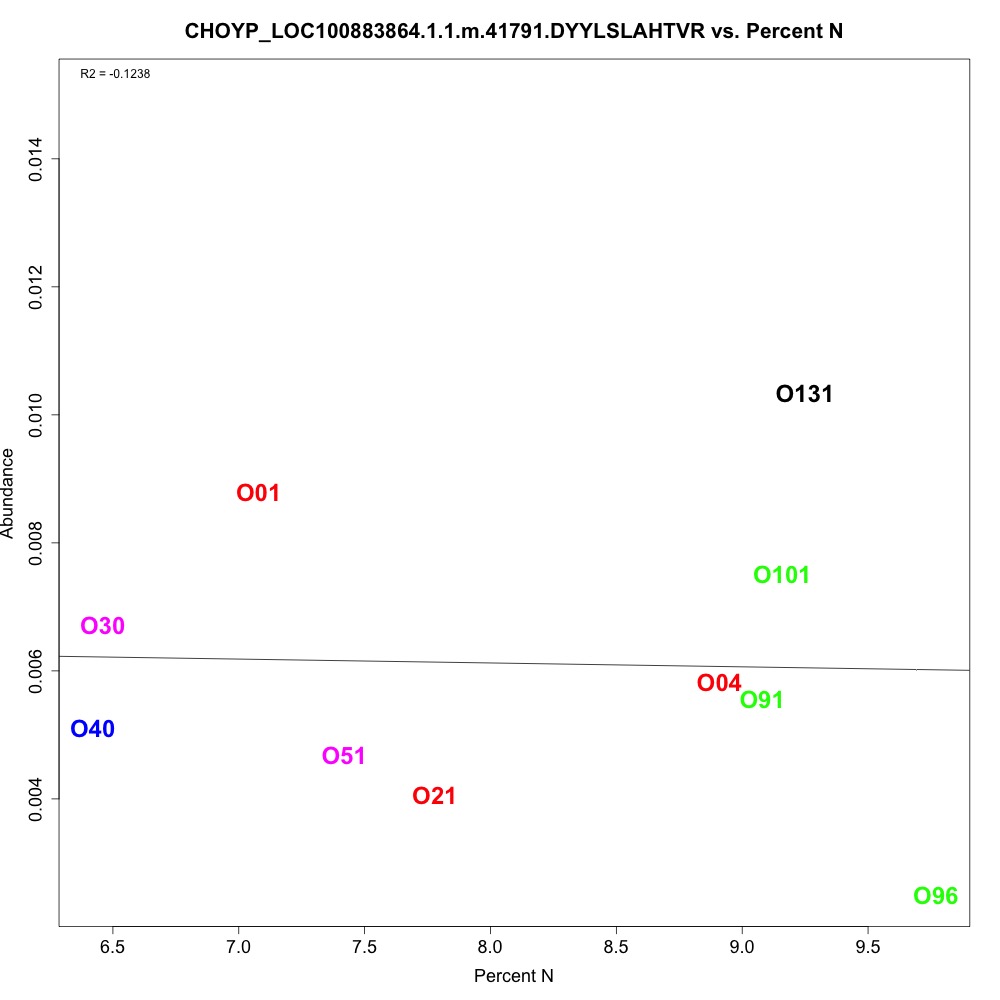 CHOYP_LOC100883864.1.1.m.41791.DYYLSLAHTVR vs. Percent N
R2 = -0.1238
0.014
0.012
0.010
0.008
0.006
0.004
Abundance
O131
O01
O101
O30
O04
O91
O40
O51
O21
O96
6.5 7.0 7.5 8.0 8.5 9.0 9.5
Percent N